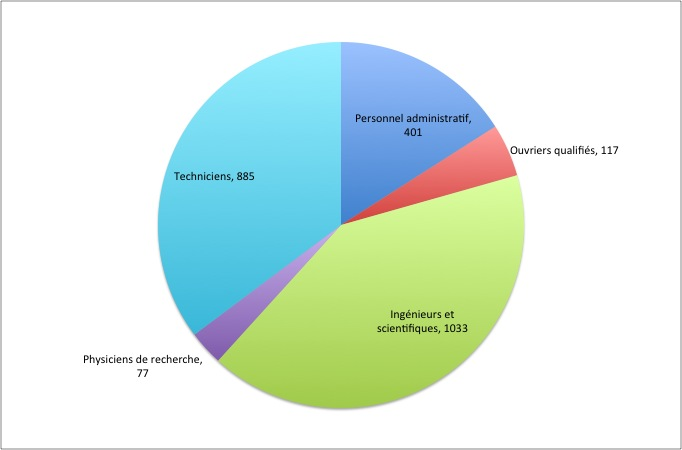 Personnel administratif,
401
Ouvriers qualifiés, 117
Techniciens, 885
Ingénieurs et
scientifiques, 1033
Physiciens de recherche,
77